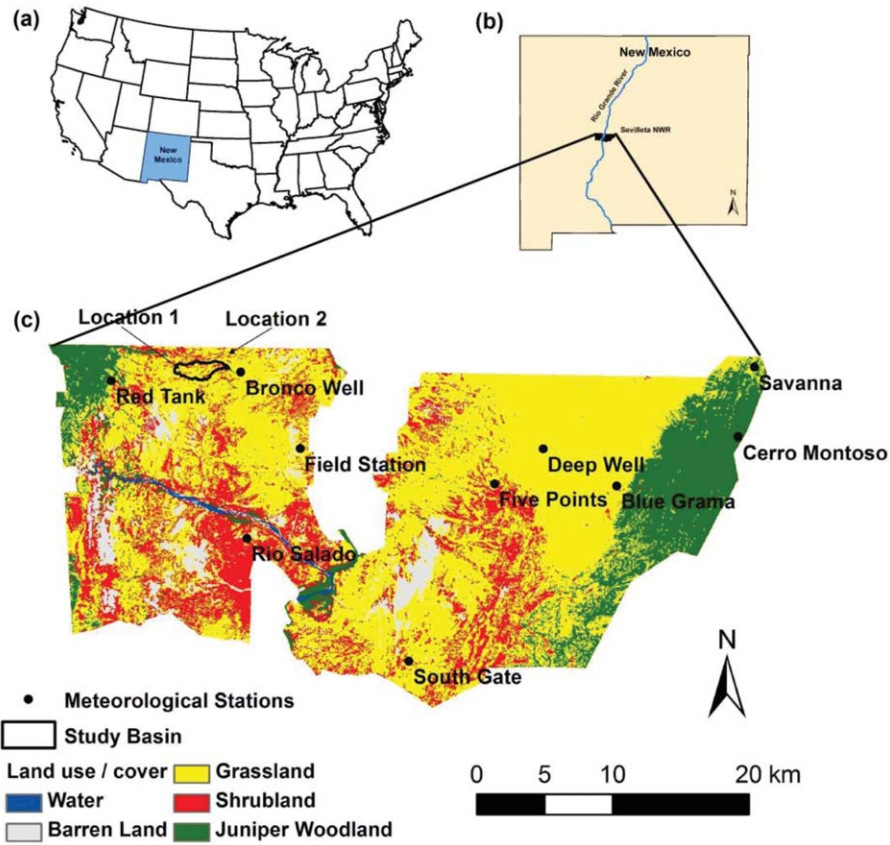 (a)
New
Mexico
(b)
New Mexico
Rio Grande River
Sevilleta NWR
N
(c)
Location 1
Location 2
Red Tank
Bronco Well
Savanna
Cerro Montoso
Field Station
Deep Well
Five Points
Blue Grama
Rio Salado
South Gate
N
Meteorological Stations
Study Basin
Land use / cover
Grassland
Water
Shrubland
Barren Land
Juniper Woodland
0 5 10 20 km